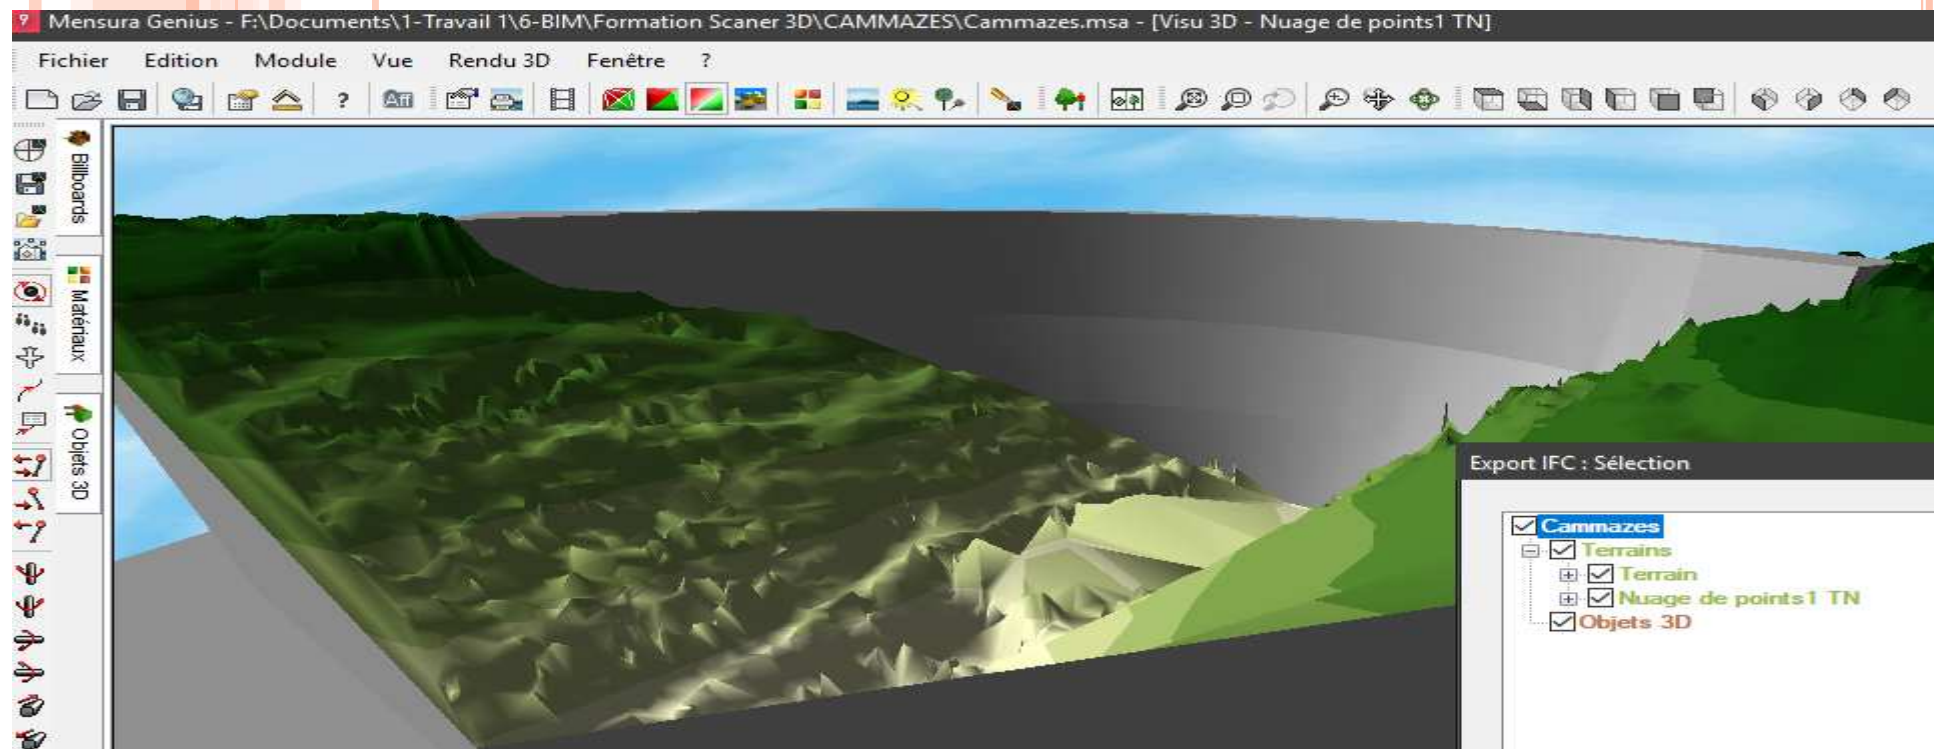 Mensura Genius - F:\Documents\1-Travail 1\6-BIM\Formation Scaner 3D\CAMMAZES\Cammazes.msa - [Visu 3D - Nuage de points1 TN]
Fichier Edition Module Vue Rendu 3D Fenêtre ?
? Aff
Billboards
Matériaux
Objets 3D
Export IFC : Sélection
Cammazes
Terrains
Terrain
Nuage de points1 TN
Objets 3D